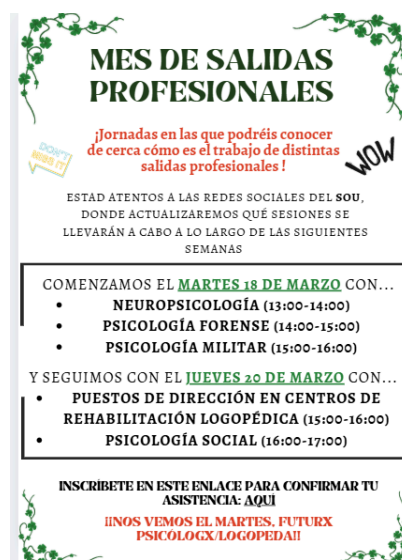 MES DE SALIDAS
PROFESIONALES
¡Jornadas en las que podréis conocer
de cerca cómo es el trabajo de distintas
salidas profesionales !
DON'T
MISS IT
WOW
ESTAD ATENTOS A LAS REDES SOCIALES DEL SOU,
DONDE ACTUALIZAREMOS QUÉ SESIONES SE
LLEVARÁN A CABO A LO LARGO DE LAS SIGUIENTES
SEMANAS
COMENZAMOS EL MARTES 18 DE MARZO CON...
• NEUROPSICOLOGÍA (13:00-14:00)
• PSICOLOGÍA FORENSE (14:00-15:00)
• PSICOLOGÍA MILITAR (15:00-16:00)
Y SEGUIMOS CON EL JUEVES 20 DE MARZO CON...
• PUESTOS DE DIRECCIÓN EN CENTROS DE
REHABILITACIÓN LOGOPÉDICA (15:00-16:00)
• PSICOLOGÍA SOCIAL (16:00-17:00)
INSCRÍBETE EN ESTE ENLACE PARA CONFIRMAR TU
ASISTENCIA: AQUÍ
¡¡NOS VEMOS EL MARTES, FUTURX
PSICÓLOGX/LOGOPEDA!!